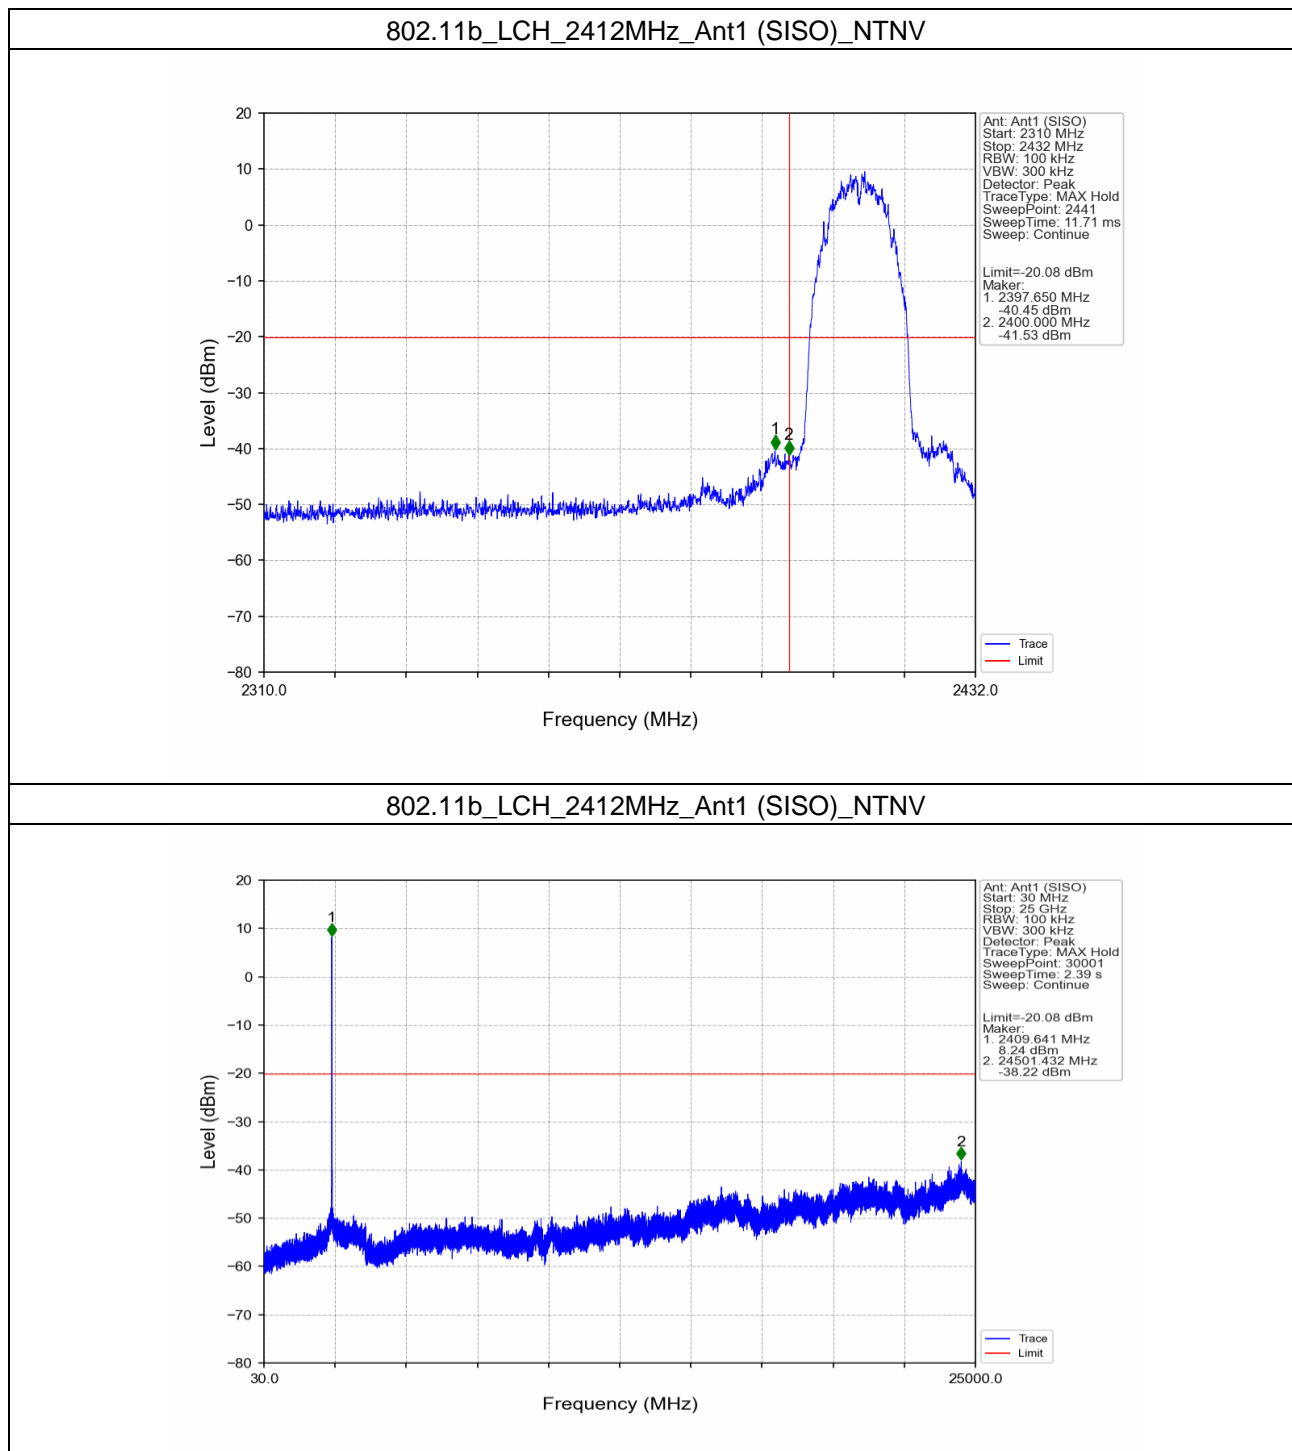 802.11b_LCH_2412MHz_Ant1 (SISO)_NTNV
20
10
0
−10
−20
−30
−40
−50
−60
−70
−80
Level (dBm)
1
2
2310.0
2432.0
Frequency (MHz)
Ant: Ant1 (SISO)
Start: 2310 MHz
Stop: 2432 MHz
RBW: 100 kHz
VBW: 300 kHz
Detector: Peak
TraceType: MAX Hold
SweepPoint: 2441
SweepTime: 11.71 ms
Sweep: Continue
Limit=-20.08 dBm
Maker:
1. 2397.650 MHz
-40.45 dBm
2. 2400.000 MHz
-41.53 dBm
Trace
Limit
802.11b_LCH_2412MHz_Ant1 (SISO)_NTNV
20
10
0
−10
−20
−30
−40
−50
−60
−70
−80
Level (dBm)
1
2
30.0
25000.0
Frequency (MHz)
Ant: Ant1 (SISO)
Start: 30 MHz
Stop: 25 GHz
RBW: 100 kHz
VBW: 300 kHz
Detector: Peak
TraceType: MAX Hold
SweepPoint: 30001
SweepTime: 2.39 s
Sweep: Continue
Limit=-20.08 dBm
Maker:
1. 2409.641 MHz
8.24 dBm
2. 24501.432 MHz
-38.22 dBm
Trace
Limit